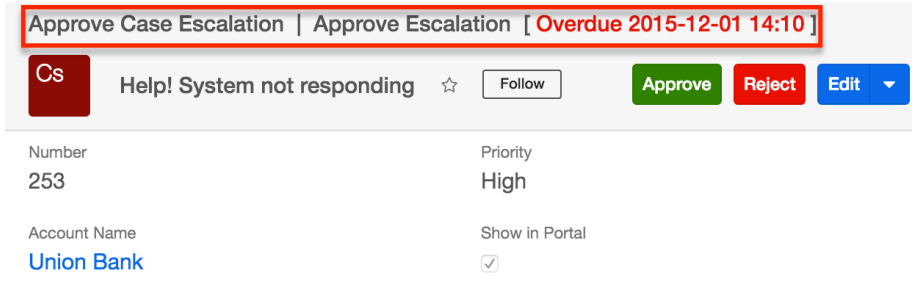 Approve Case Escalation | Approve Escalation [ Overdue 2015-12-01 14:10 ]
Cs
Help! System not responding Follow Approve Reject Edit
Number Priority
253 High
Account Name Show in Portal
Union Bank